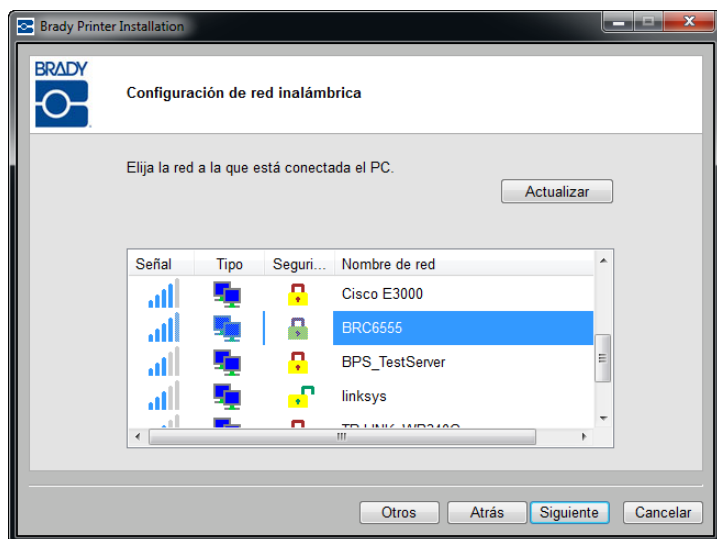 Brady Printer Installation
BRADY
Configuración de red inalámbrica
Elija la red a la que está conectada el PC.
Actualizar
Señal Tipo Seguri... Nombre de red
Cisco E3000
BRC6555
BPS_TestServer
linksys
Otros Atrás Siguiente Cancelar